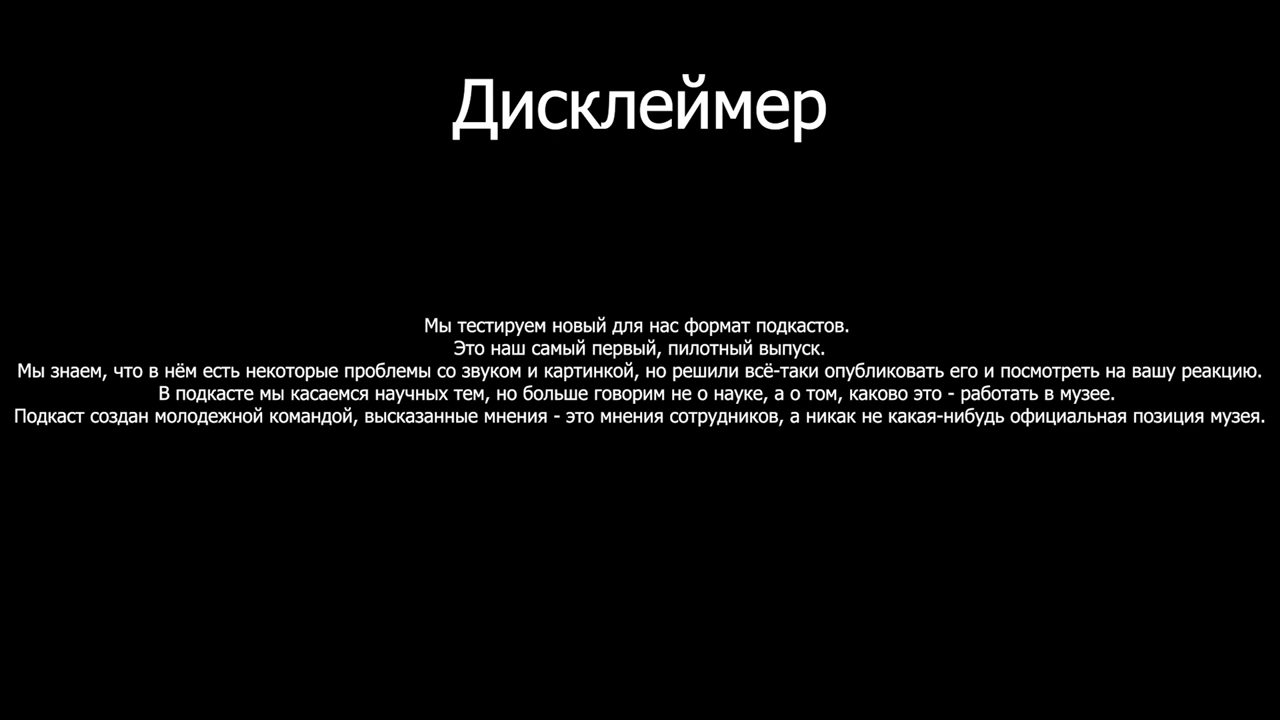 Дисклеймер
Мы тестируем новый для нас формат подкастов.
Это наш самый первый, пилотный выпуск.
Мы знаем, что в нём есть некоторые проблемы со звуком и картинкой, но решили всё-таки опубликовать его и посмотреть на вашу реакцию.
В подкасте мы касаемся научных тем, но больше говорим не о науке, а о том, каково это - работать в музее.
Подкаст создан молодежной командой, высказанные мнения - это мнения сотрудников, а никак не какая-нибудь официальная позиция музея.